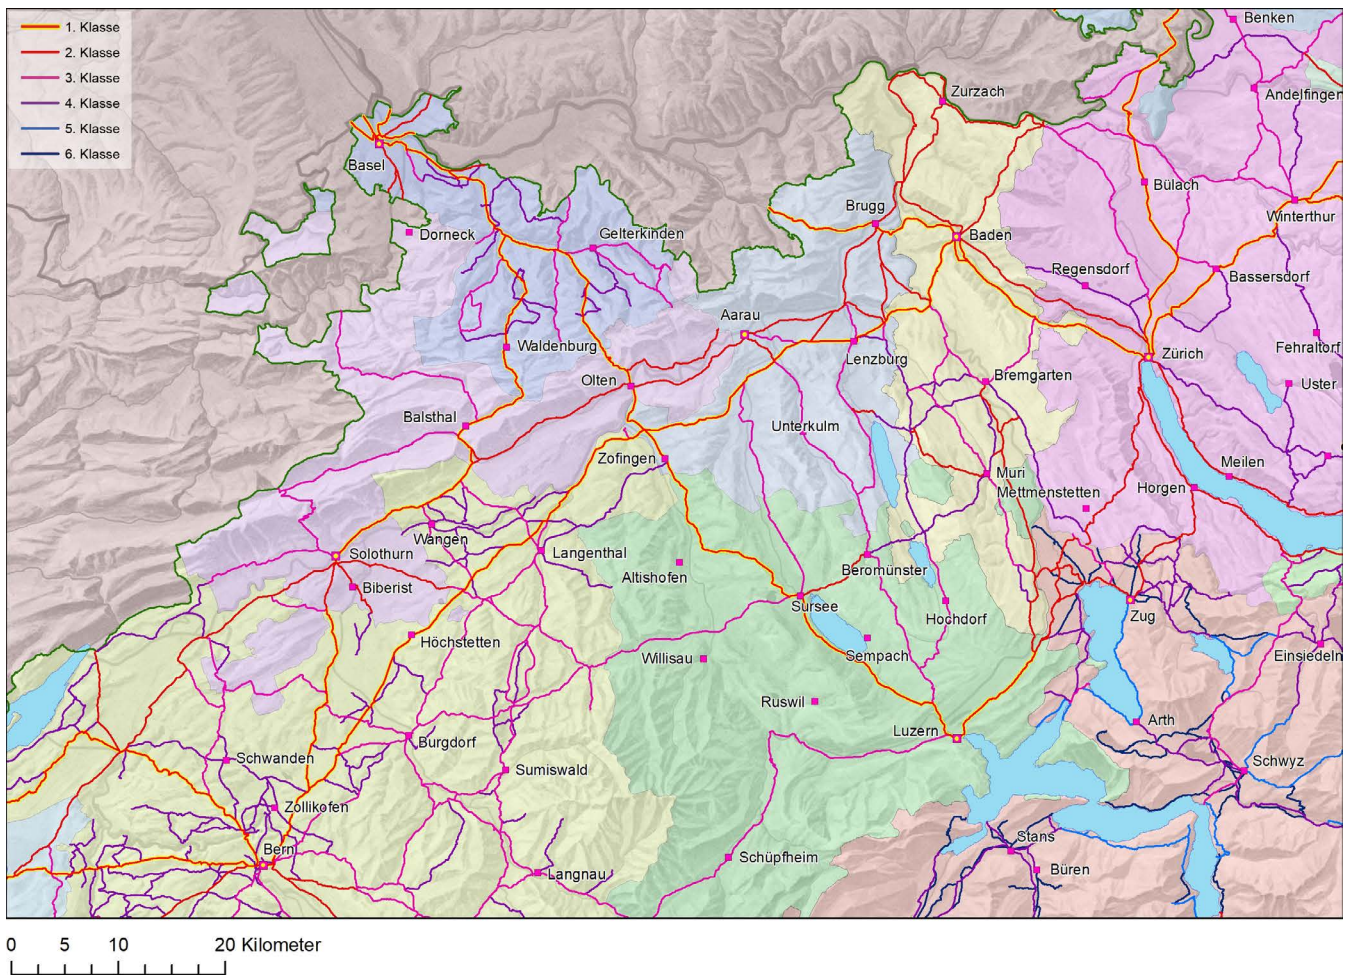 1. Klasse
2. Klasse
3. Klasse
4. Klasse
5. Klasse
6. Klasse
Benken
Zurzach
Andelfingen
Basel
Bülach
Brugg
Winterthur
Dorneck
Gelterkinden
Baden
Regensdorf
Bassersdorf
Aarau
Waldenburg
Lenzburg
Zürich
Fehraltorf
Olten
Bremgarten
Uster
Balsthal
Unterkulm
Zofingen
Muri
Meilen
Mettmenstetten
Horgen
Wangen
Solothurn
Langenthal
Altishofen
Beromünster
Biberist
Sursee
Hochdorf
Zug
Höchstetten
Willisau
Sempach
Einsiedeln
Ruswil
Arth
Luzern
Burgdorf
Schwanden
Sumiswald
Schwyz
Zollikofen
Stans
Bern
Schüpfheim
Büren
Langnau
0 5 10 20 Kilometer